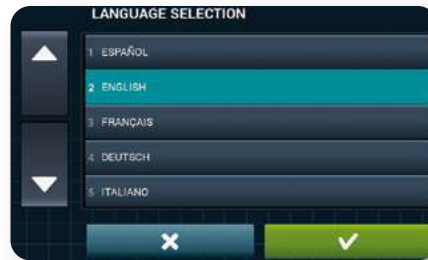 LANGUAGE SELECTION
1 ESPAÑOL
2 ENGLISH
3 FRANÇAIS
4 DEUTSCH
5 ITALIANO